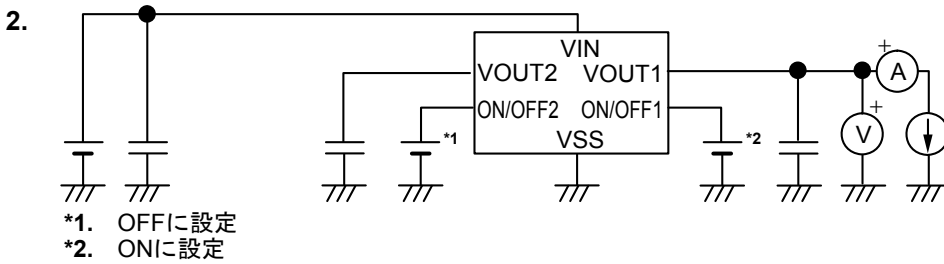 2.
VIN
VOUT2 VOUT1
ON/OFF2 ON/OFF1
VSS
*1
*2
+
A
+
V
*1. OFFに設定
*2. ONに設定